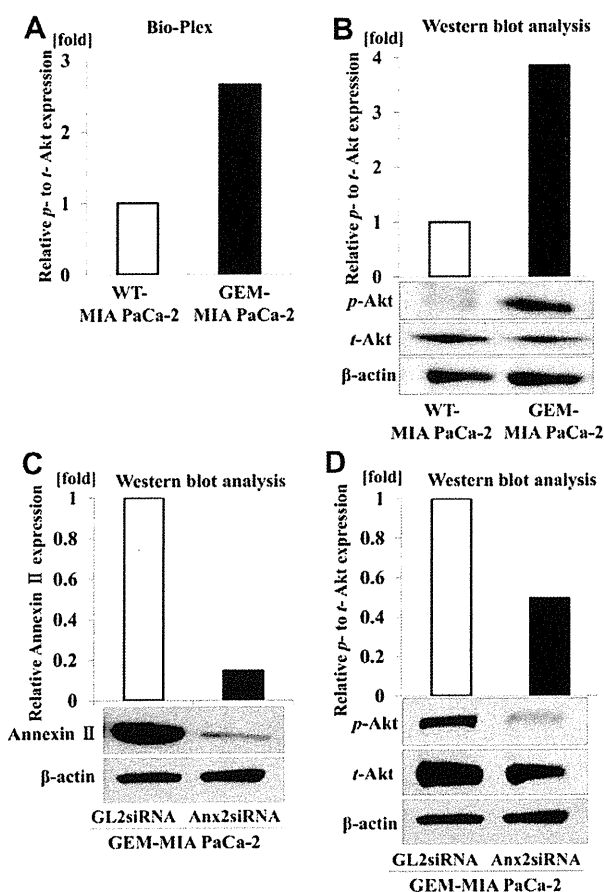 A
[fold]
Bio-Plex
Relative p- to t- Akt expression
3
2
1
0
WT-
MIA PaCa-2
GEM-
MIA PaCa-2
B
[fold]
Western blot analysis
Relative p- to t- Akt expression
4
3
2
1
0
p-Akt
t-Akt
β-actin
WT-
MIA PaCa-2
GEM-
MIA PaCa-2
C
[fold]
Western blot analysis
Relative Annexin II expression
1
0.8
0.6
0.4
0.2
0
Annexin II
β-actin
GL2siRNA Anx2siRNA
GEM-MIA PaCa-2
D
[fold]
Western blot analysis
Relative p- to t- Akt expression
1
0.8
0.6
0.4
0.2
0
p-Akt
t-Akt
β-actin
GL2siRNA Anx2siRNA
GEM-MIA PaCa-2